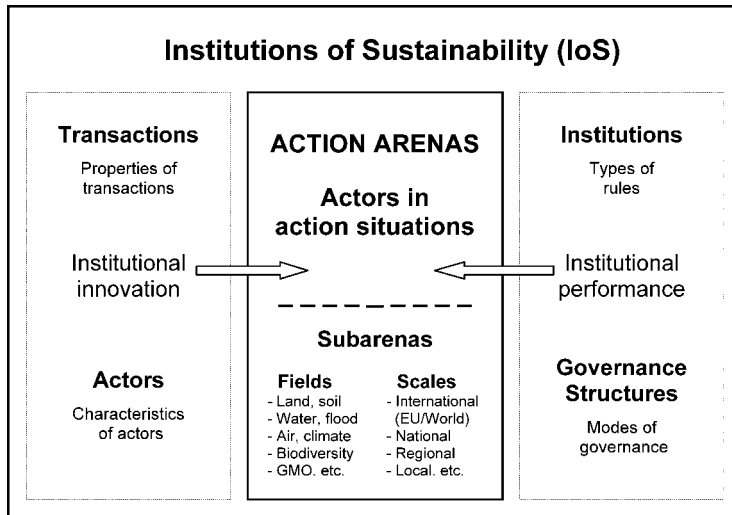 Institutions of Sustainability (IoS)
Transactions
Properties of
transactions
Institutional
innovation
Actors
Characteristics
of actors
ACTION ARENAS
Actors in
action situations
Subarenas
Fields
- Land, soil
- Water, flood
- Air, climate
- Biodiversity
- GMO. etc.
Scales
- International
(EU/World)
- National
- Regional
- Local. etc.
Institutions
Types of
rules
Institutional
performance
Governance
Structures
Modes of
governance